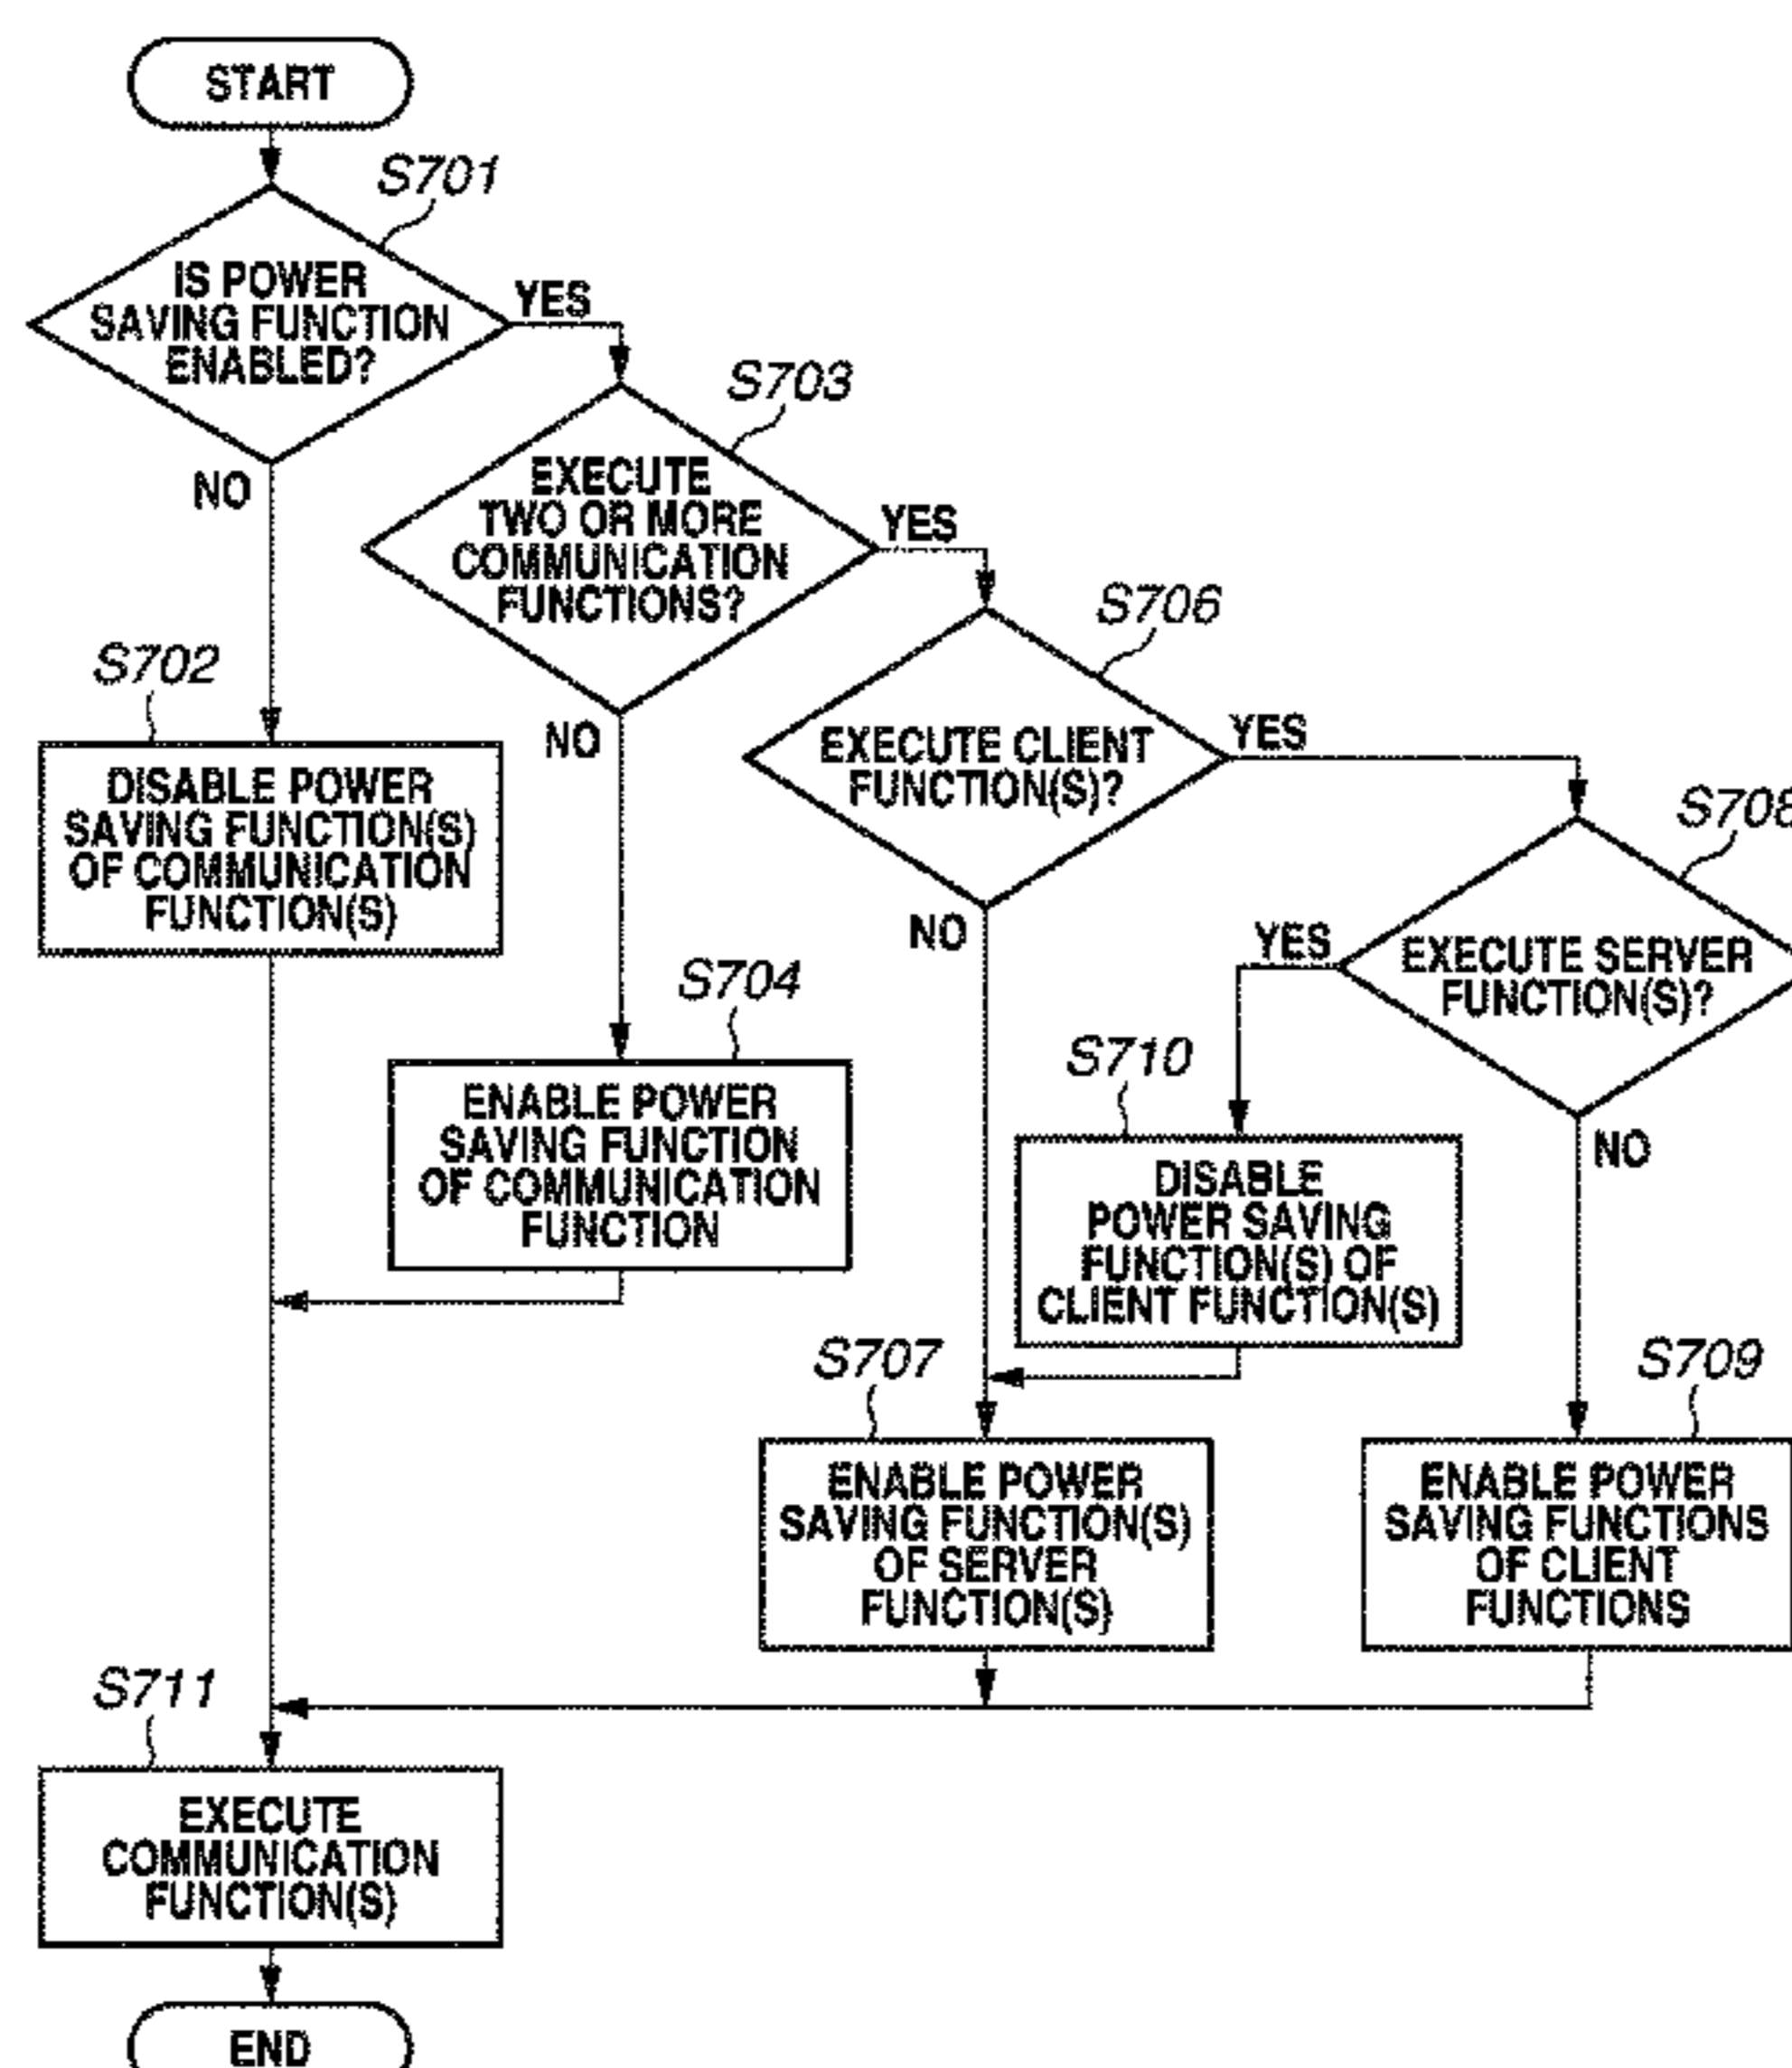 START
S701
IS POWER
SAVING FUNCTION
ENABLED?
YES
NO
S703
EXECUTE
TWO OR MORE
COMMUNICATION
FUNCTIONS?
YES
NO
S706
EXECUTE CLIENT
FUNCTION(S)?
YES
NO
S708
EXECUTE SERVER
FUNCTION(S)?
YES
NO
S702
DISABLE POWER
SAVING FUNCTION(S)
OF COMMUNICATION
FUNCTION(S)
S704
ENABLE POWER
SAVING FUNCTION
OF COMMUNICATION
FUNCTION
S710
DISABLE
POWER SAVING
FUNCTION(S) OF
CLIENT FUNCTION(S)
S707
ENABLE POWER
SAVING FUNCTION(S)
OF SERVER
FUNCTION(S)
S709
ENABLE POWER
SAVING FUNCTIONS
OF CLIENT
FUNCTIONS
S711
EXECUTE
COMMUNICATION
FUNCTION(S)
END